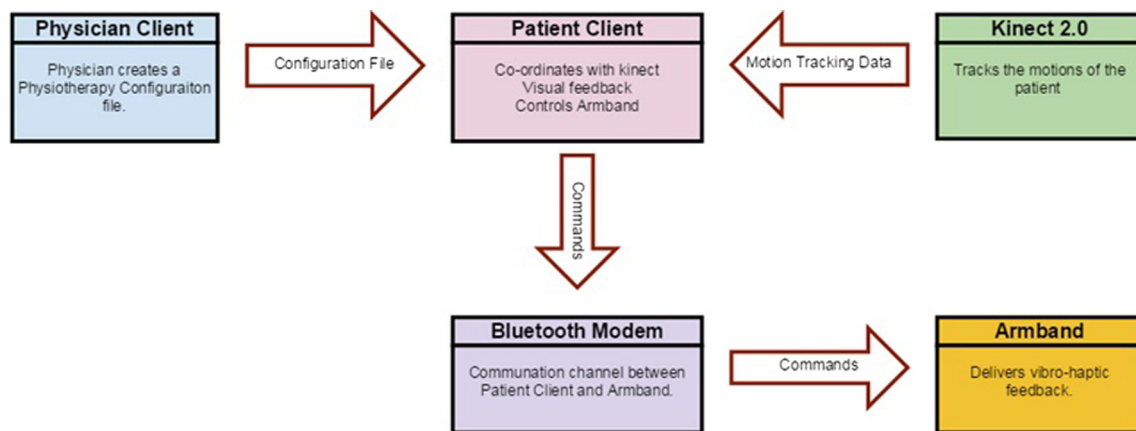 Physician Client
Physician creates a
Physiotherapy Configuraiton
file.
Configuration File
Patient Client
Co-ordinates with kinect
Visual feedback
Controls Armband
Motion Tracking Data
Kinect 2.0
Tracks the motions of the
patient
Commands
Bluetooth Modem
Communation channel between
Patient Client and Armband.
Commands
Armband
Delivers vibro-haptic
feedback.